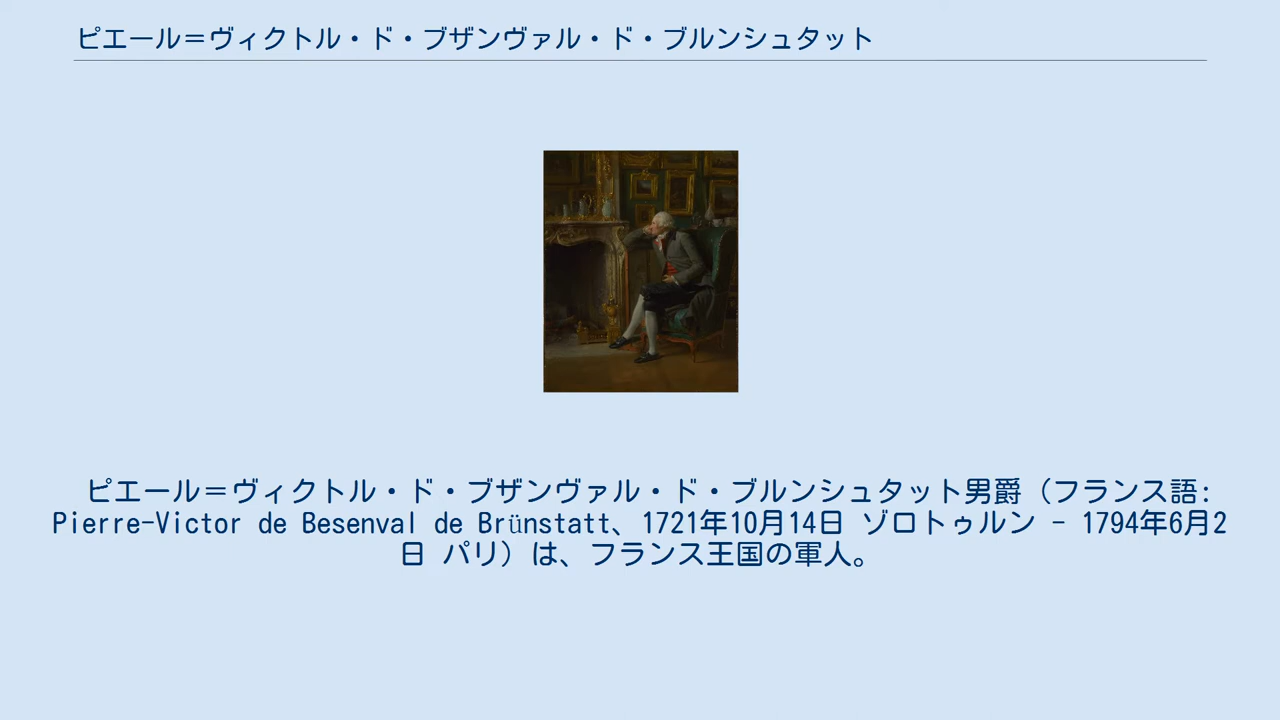 ピエール＝ヴィクトル・ド・ブザンヴァル・ド・ブルンシュタット
ピエール＝ヴィクトル・ド・ブザンヴァル・ド・ブルンシュタット男爵（フランス語:
Pierre-Victor de Besenval de Brünstatt、1721年10月14日 ゾロトゥルン - 1794年6月2
日 パリ）は、フランス王国の軍人。